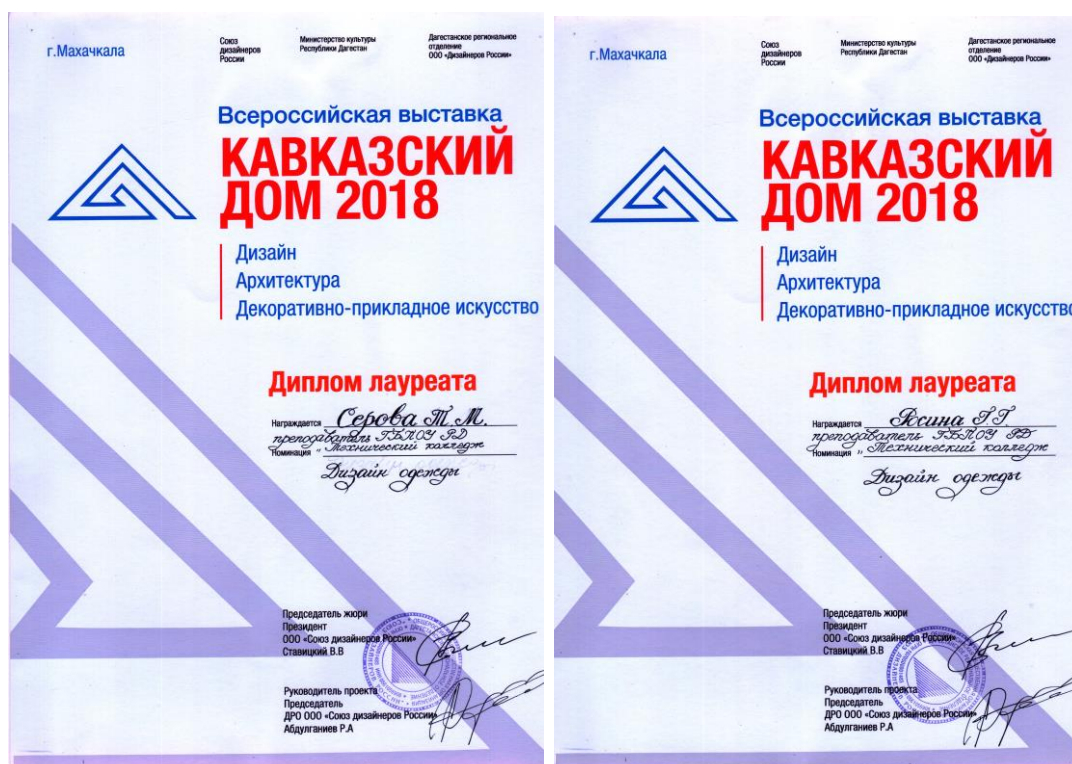 г.Махачкала
Союз
дизайнеров
России
Министерство культуры
Республики Дагестан
Дагестанское региональное
отделение
ООО «Дизайнеров России»
Всероссийская выставка
КАВКАЗСКИЙ
ДОМ 2018
Дизайн
Архитектура
Декоративно-прикладное искусство
Диплом лауреата
Награждается Серова Т.М.
преподаватель ГБПОУ РД
Номинация "Технический колледж
Дизайн одежды
Председатель жюри
Президент
ООО «Союз дизайнеров России»
Ставицкий В.В
Руководитель проекта
Председатель
ДРО ООО «Союз дизайнеров России»
Абдулганиев Р.А
г.Махачкала
Союз
дизайнеров
России
Министерство культуры
Республики Дагестан
Дагестанское региональное
отделение
ООО «Дизайнеров России»
Всероссийская выставка
КАВКАЗСКИЙ
ДОМ 2018
Дизайн
Архитектура
Декоративно-прикладное искусство
Диплом лауреата
Награждается Росина Г.Г.
преподаватель ГБПОУ РД
Номинация "Технический колледж
Дизайн одежды
Председатель жюри
Президент
ООО «Союз дизайнеров России»
Ставицкий В.В
Руководитель проекта
Председатель
ДРО ООО «Союз дизайнеров России»
Абдулганиев Р.А